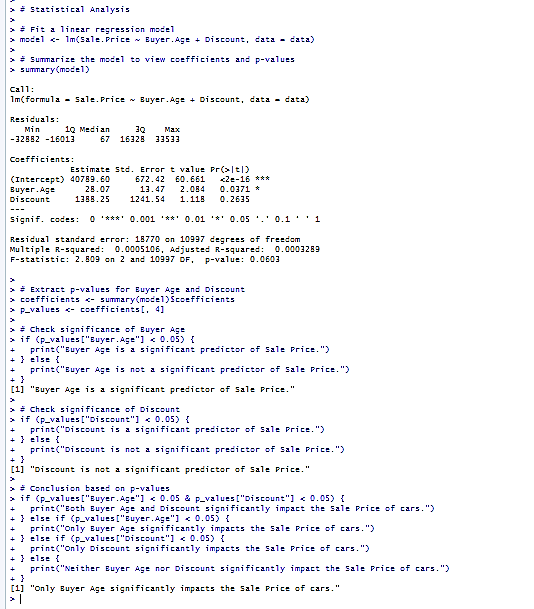 >
> # Statistical Analysis
>
> # Fit a linear regression model
> model <- lm(Sale.Price ~ Buyer.Age + Discount, data = data)
>
> # Summarize the model to view coefficients and p-values
> summary(model)
Call:
lm(formula = Sale.Price ~ Buyer.Age + Discount, data = data)
Residuals:
Min 1Q Median 3Q Max
-32882 -16013 67 16328 33533
Coefficients:
Estimate Std. Error t value Pr(>|t|)
(Intercept) 40789.60 672.42 60.661 <2e-16 ***
Buyer.Age 28.07 13.47 2.084 0.0371 *
Discount 1388.25 1241.54 1.118 0.2635
---
Signif. codes: 0 '***' 0.001 '**' 0.01 '*' 0.05 '.' 0.1 ' ' 1
Residual standard error: 18770 on 10997 degrees of freedom
Multiple R-squared: 0.0005106, Adjusted R-squared: 0.0003289
F-statistic: 2.809 on 2 and 10997 DF, p-value: 0.0603
>
> # Extract p-values for Buyer Age and Discount
> coefficients <- summary(model)$coefficients
> p_values <- coefficients[, 4]
>
> # Check significance of Buyer Age
> if (p_values["Buyer.Age"] < 0.05) {
+ print("Buyer Age is a significant predictor of Sale Price.")
+ } else {
+ print("Buyer Age is not a significant predictor of Sale Price.")
+ }
[1] "Buyer Age is a significant predictor of Sale Price."
>
> # Check significance of Discount
> if (p_values["Discount"] < 0.05) {
+ print("Discount is a significant predictor of Sale Price.")
+ } else {
+ print("Discount is not a significant predictor of Sale Price.")
+ }
[1] "Discount is not a significant predictor of Sale Price."
>
> # Conclusion based on p-values
> if (p_values["Buyer.Age"] < 0.05 & p_values["Discount"] < 0.05) {
+ print("Both Buyer Age and Discount significantly impact the Sale Price of cars.")
+ } else if (p_values["Buyer.Age"] < 0.05) {
+ print("Only Buyer Age significantly impacts the Sale Price of cars.")
+ } else if (p_values["Discount"] < 0.05) {
+ print("Only Discount significantly impacts the Sale Price of cars.")
+ } else {
+ print("Neither Buyer Age nor Discount significantly impact the Sale Price of cars.")
+ }
[1] "Only Buyer Age significantly impacts the Sale Price of cars."
>